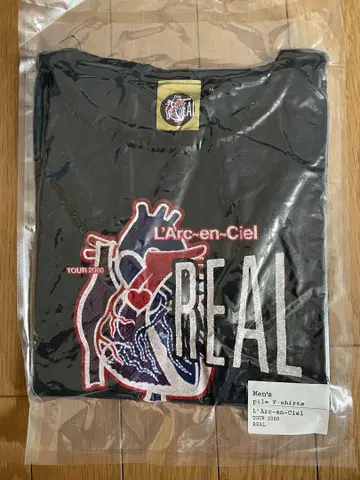 REAL
L'Arc~en~Ciel
TOUR 2000
REAL
Men's
pile T-shirts
L'Arc~en~Ciel
TOUR 2000
REAL